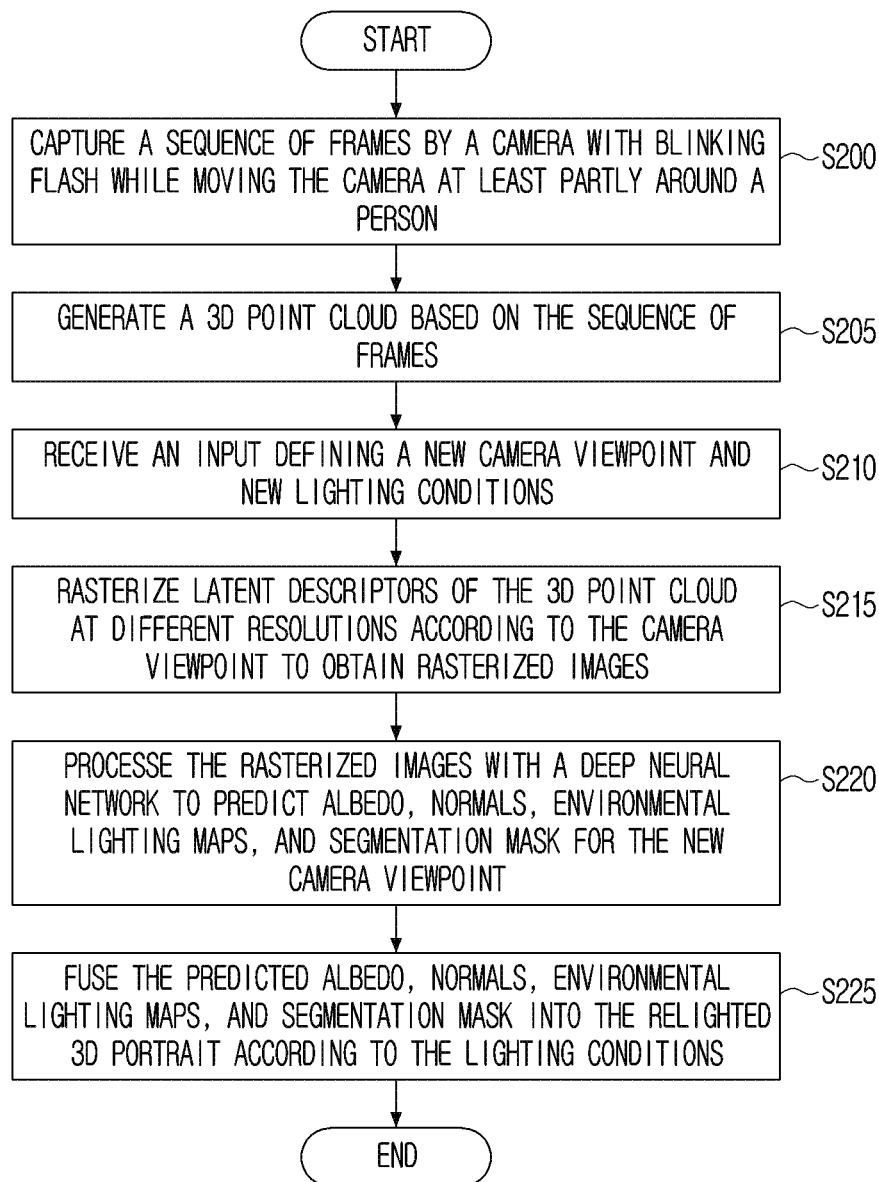 START
CAPTURE A SEQUENCE OF FRAMES BY A CAMERA WITH BLINKING
FLASH WHILE MOVING THE CAMERA AT LEAST PARTLY AROUND A
PERSON
S200
GENERATE A 3D POINT CLOUD BASED ON THE SEQUENCE OF
FRAMES
S205
RECEIVE AN INPUT DEFINING A NEW CAMERA VIEWPOINT AND
NEW LIGHTING CONDITIONS
S210
RASTERIZE LATENT DESCRIPTORS OF THE 3D POINT CLOUD
AT DIFFERENT RESOLUTIONS ACCORDING TO THE CAMERA
VIEWPOINT TO OBTAIN RASTERIZED IMAGES
S215
PROCESSE THE RASTERIZED IMAGES WITH A DEEP NEURAL
NETWORK TO PREDICT ALBEDO, NORMALS, ENVIRONMENTAL
LIGHTING MAPS, AND SEGMENTATION MASK FOR THE NEW
CAMERA VIEWPOINT
S220
FUSE THE PREDICTED ALBEDO, NORMALS, ENVIRONMENTAL
LIGHTING MAPS, AND SEGMENTATION MASK INTO THE RELIGHTED
3D PORTRAIT ACCORDING TO THE LIGHTING CONDITIONS
S225
END